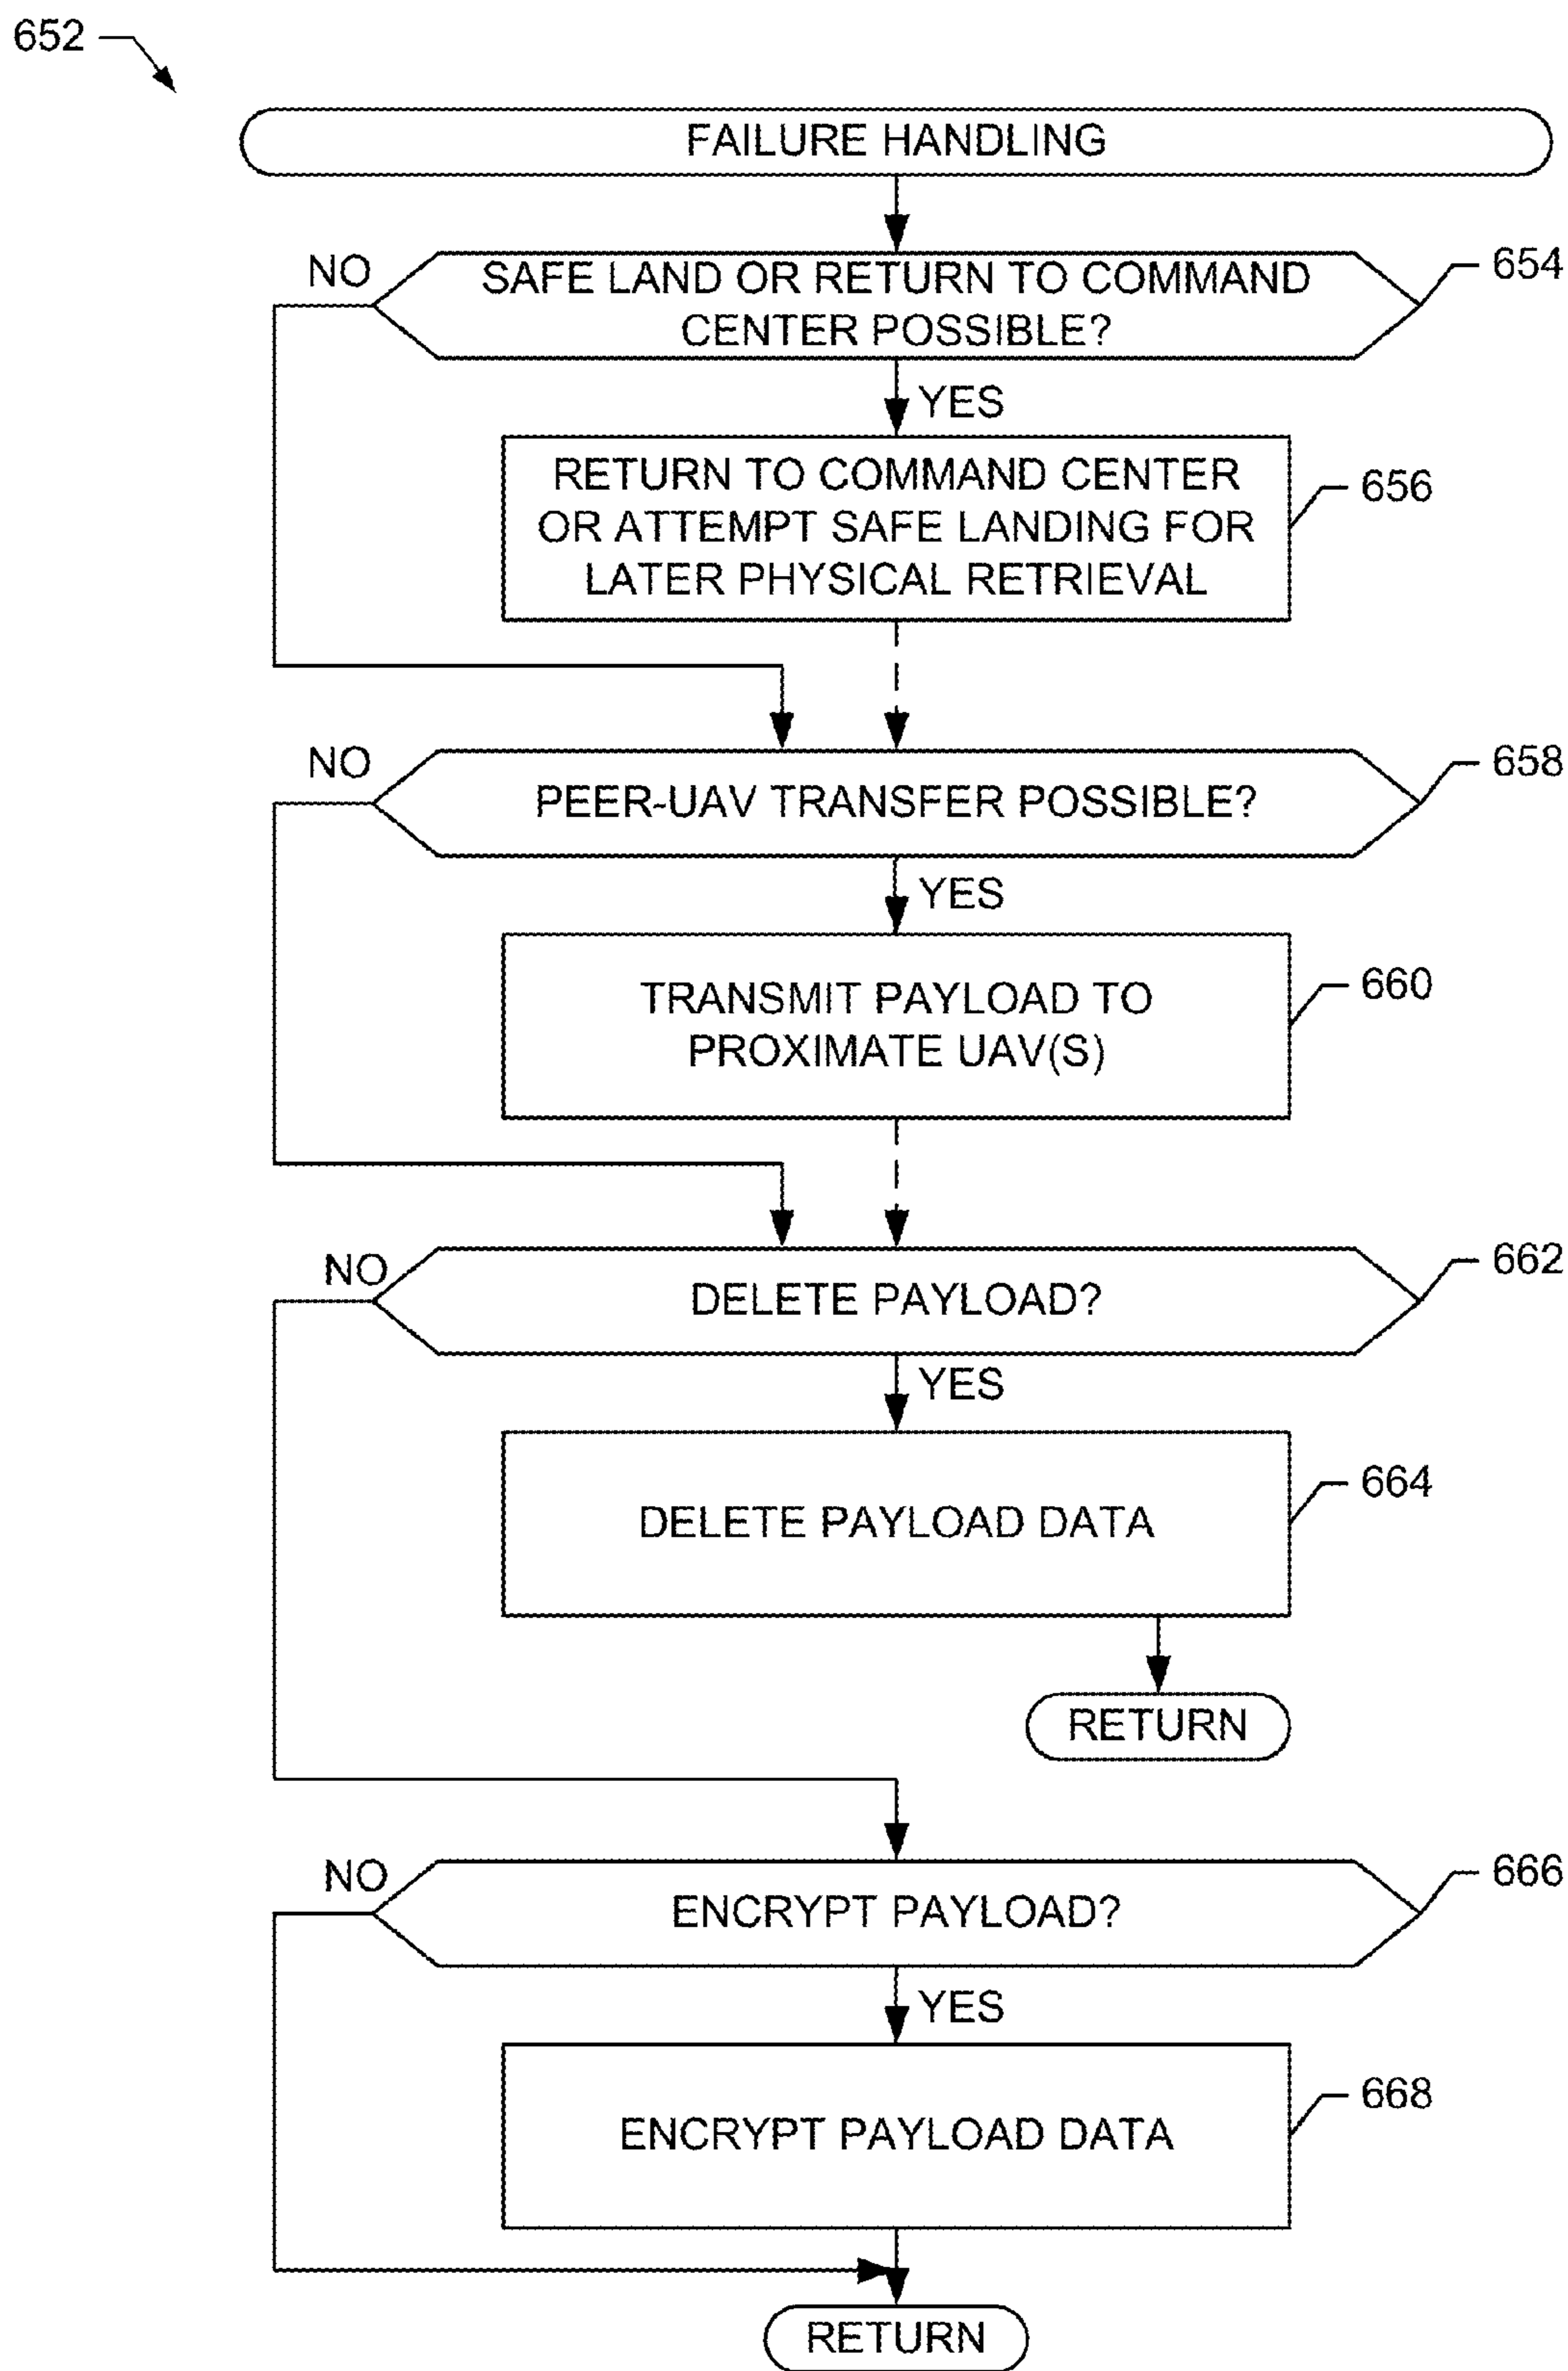 652
FAILURE HANDLING
NO
SAFE LAND OR RETURN TO COMMAND
CENTER POSSIBLE?
654
YES
RETURN TO COMMAND CENTER
OR ATTEMPT SAFE LANDING FOR
LATER PHYSICAL RETRIEVAL
656
NO
PEER-UAV TRANSFER POSSIBLE?
658
YES
TRANSMIT PAYLOAD TO
PROXIMATE UAV(S)
660
NO
DELETE PAYLOAD?
662
YES
DELETE PAYLOAD DATA
664
RETURN
NO
ENCRYPT PAYLOAD?
666
YES
ENCRYPT PAYLOAD DATA
668
RETURN